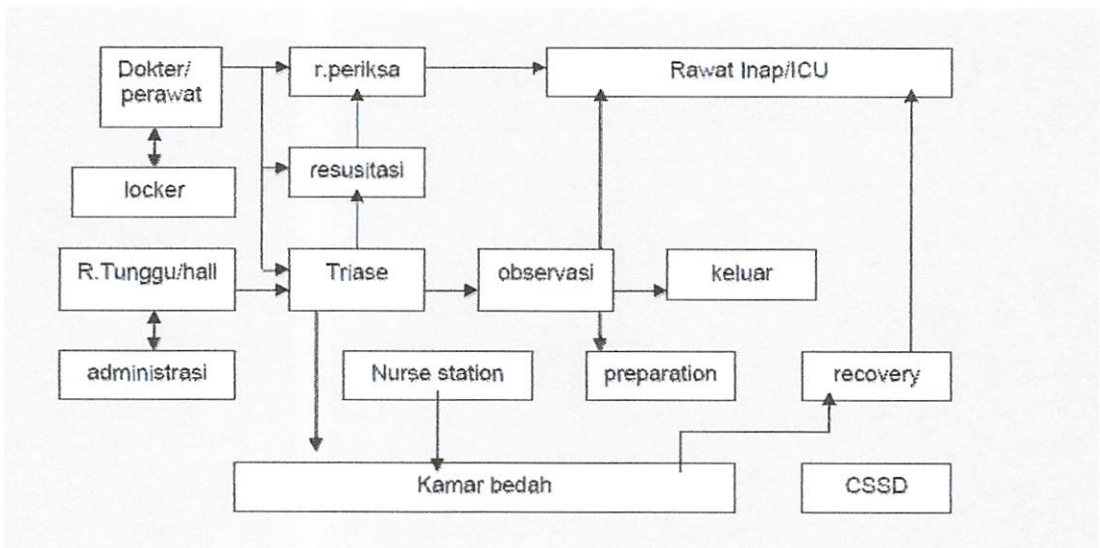 Dokter/
perawat
r.periksa
Rawat Inap/ICU
resusitasi
locker
R.Tunggu/hall
Triase
observasi
keluar
administrasi
Nurse station
preparation
recovery
Kamar bedah
CSSD